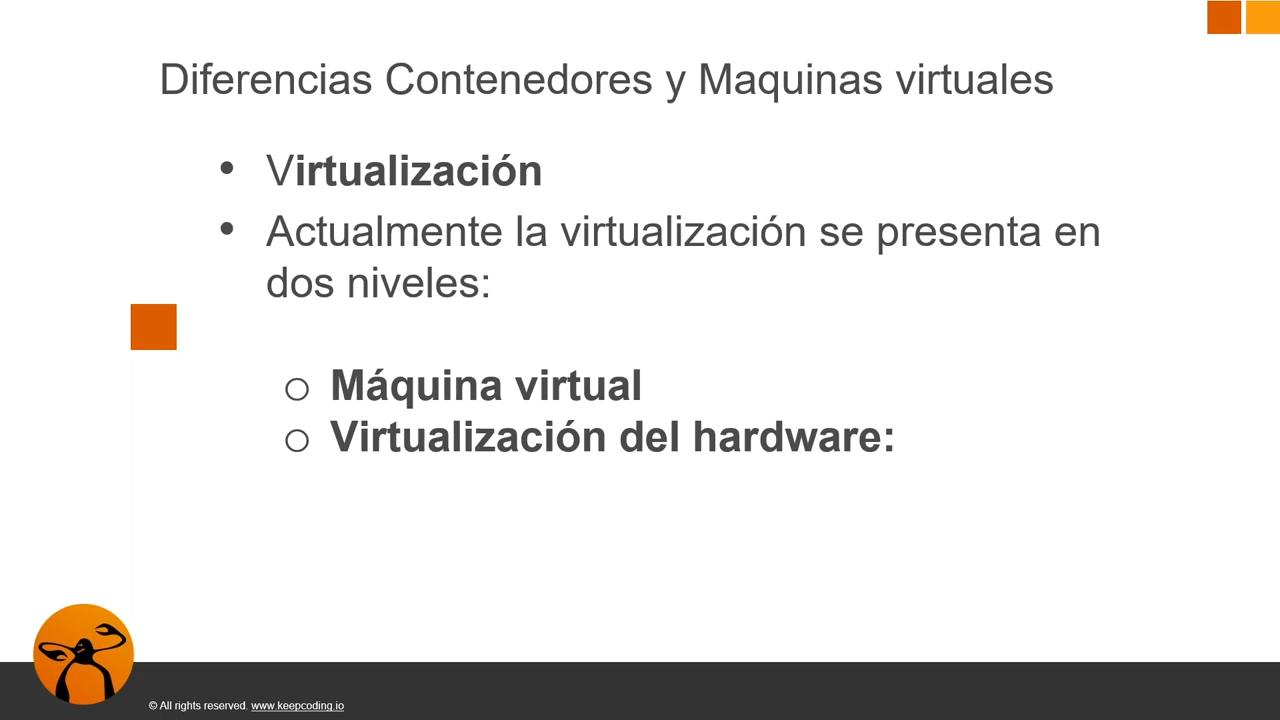 Diferencias Contenedores y Maquinas virtuales
• Virtualización
• Actualmente la virtualización se presenta en
dos niveles:
o Máquina virtual
o Virtualización del hardware:
© All rights reserved. www.keepcoding.io